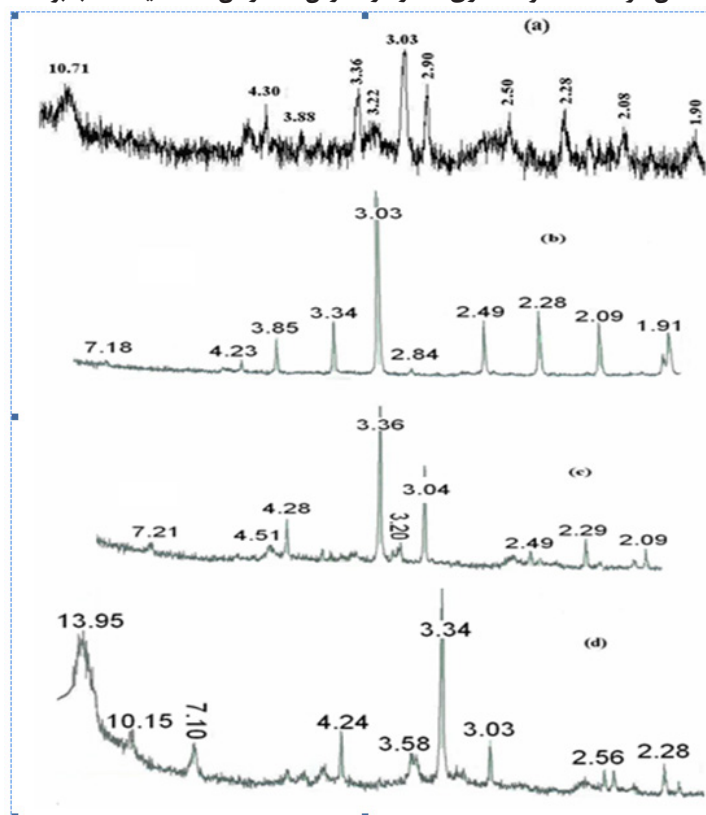 (a)
10.71 4.30 3.88 3.36 3.22 3.03 2.90 2.50 2.28 2.08 1.90
(b)
7.18 4.23 3.85 3.34 3.03 2.84 2.49 2.28 2.09 1.91
(c)
7.21 4.51 4.28 3.36 3.20 3.04 2.49 2.29 2.09
(d)
13.95 10.15 7.10 4.24 3.58 3.34 3.03 2.56 2.28